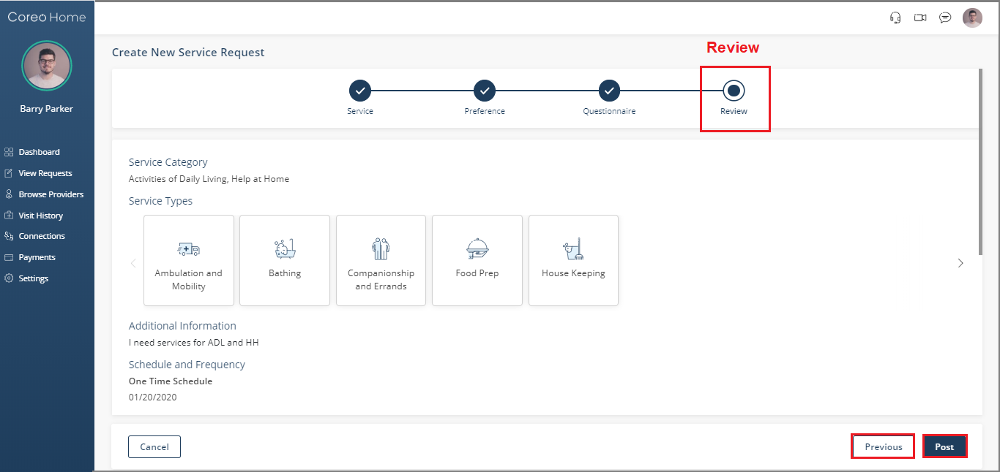 Coreo Home
Barry Parker
Dashboard
View Requests
Browse Providers
Visit History
Connections
Payments
Settings
Create New Service Request
Review
Service
Preference
Questionnaire
Review
Service Category
Activities of Daily Living, Help at Home
Service Types
Ambulation and
Mobility
Bathing
Companionship
and Errands
Food Prep
House Keeping
Additional Information
I need services for ADL and HH
Schedule and Frequency
One Time Schedule
01/20/2020
Cancel
Previous
Post